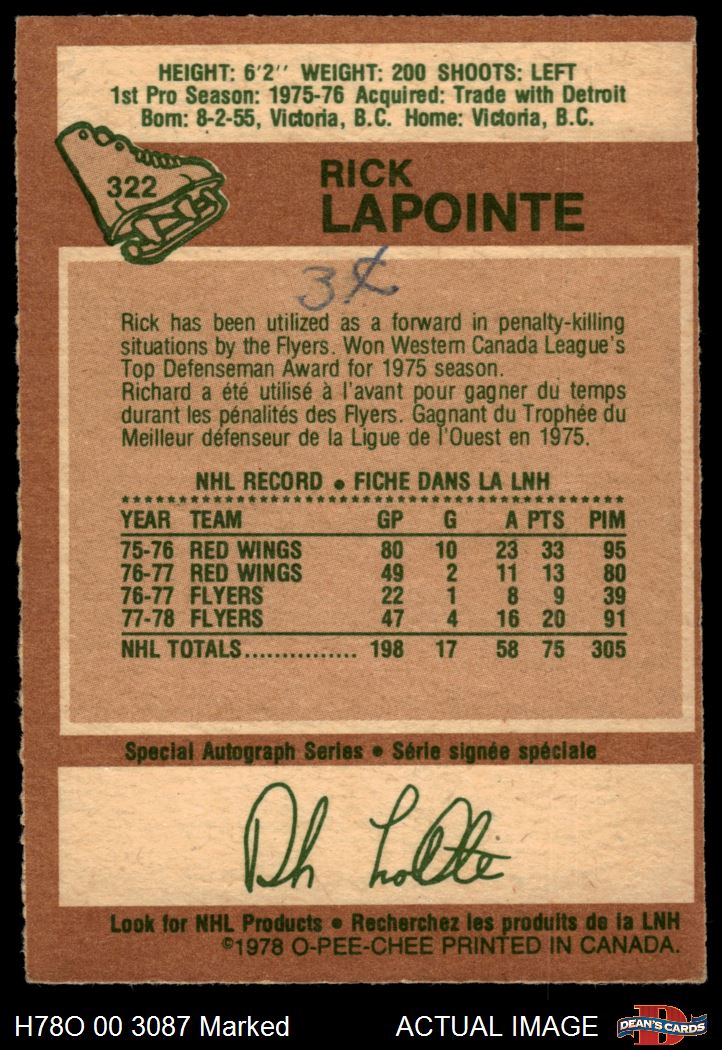 HEIGHT: 6'2'' WEIGHT: 200 SHOOTS: LEFT
1st Pro Season: 1975-76 Acquired: Trade with Detroit
Born: 8-2-55, Victoria, B.C. Home: Victoria, B.C.
322
RICK
LAPOINTE
3¢
Rick has been utilized as a forward in penalty-killing
situations by the Flyers. Won Western Canada League's
Top Defenseman Award for 1975 season.
Richard a été utilisé à l'avant pour gagner du temps
durant les pénalités des Flyers. Gagnant du Trophée du
Meilleur défenseur de la Ligue de l'Ouest en 1975.
NHL RECORD • FICHE DANS LA LNH
YEAR TEAM GP G A PTS PIM
75-76 RED WINGS 80 10 23 33 95
76-77 RED WINGS 49 2 11 13 80
76-77 FLYERS 22 1 8 9 39
77-78 FLYERS 47 4 16 20 91
NHL TOTALS............... 198 17 58 75 305
Special Autograph Series • Série signée spéciale
Look for NHL Products • Recherchez les produits de la LNH
©1978 O-PEE-CHEE PRINTED IN CANADA.
H78O 00 3087 Marked ACTUAL IMAGE DEAN'S CARDS